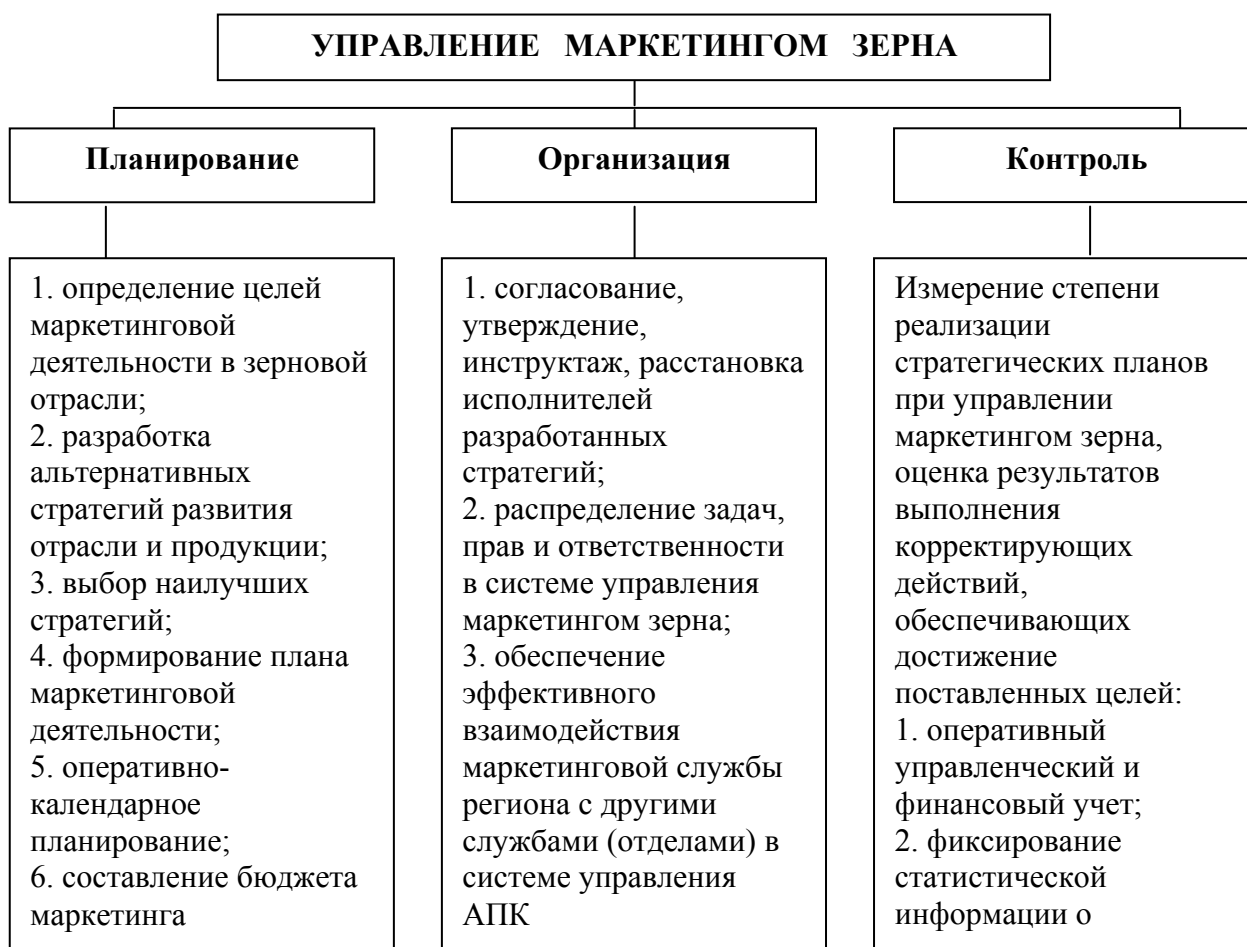 УПРАВЛЕНИЕ МАРКЕТИНГОМ ЗЕРНА
Планирование
Организация
Контроль
1. определение целей
маркетинговой
деятельности в зерновой
отрасли;
2. разработка
альтернативных
стратегий развития
отрасли и продукции;
3. выбор наилучших
стратегий;
4. формирование плана
маркетинговой
деятельности;
5. оперативно-
календарное
планирование;
6. составление бюджета
маркетинга
1. согласование,
утверждение,
инструктаж, расстановка
исполнителей
разработанных
стратегий;
2. распределение задач,
прав и ответственности
в системе управления
маркетингом зерна;
3. обеспечение
эффективного
взаимодействия
маркетинговой службы
региона с другими
службами (отделами) в
системе управления
АПК
Измерение степени
реализации
стратегических планов
при управлении
маркетингом зерна,
оценка результатов
выполнения
корректирующих
действий,
обеспечивающих
достижение
поставленных целей:
1. оперативный
управленческий и
финансовый учет;
2. фиксирование
статистической
информации о